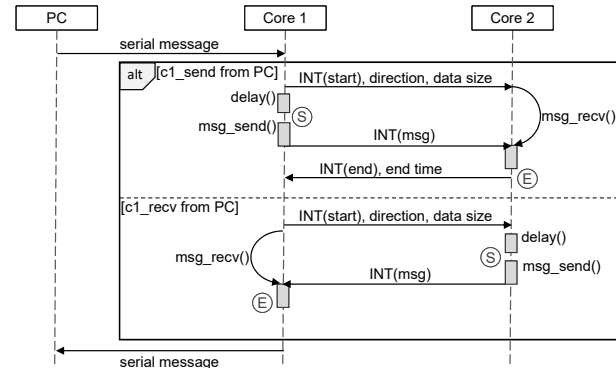 PC
Core 1
Core 2
serial message
alt
[c1_send from PC]
INT(start), direction, data size
delay()
S
msg_recv()
msg_send()
INT(msg)
INT(end), end time
E
[c1_recv from PC]
INT(start), direction, data size
delay()
msg_recv()
S
msg_send()
INT(msg)
E
serial message